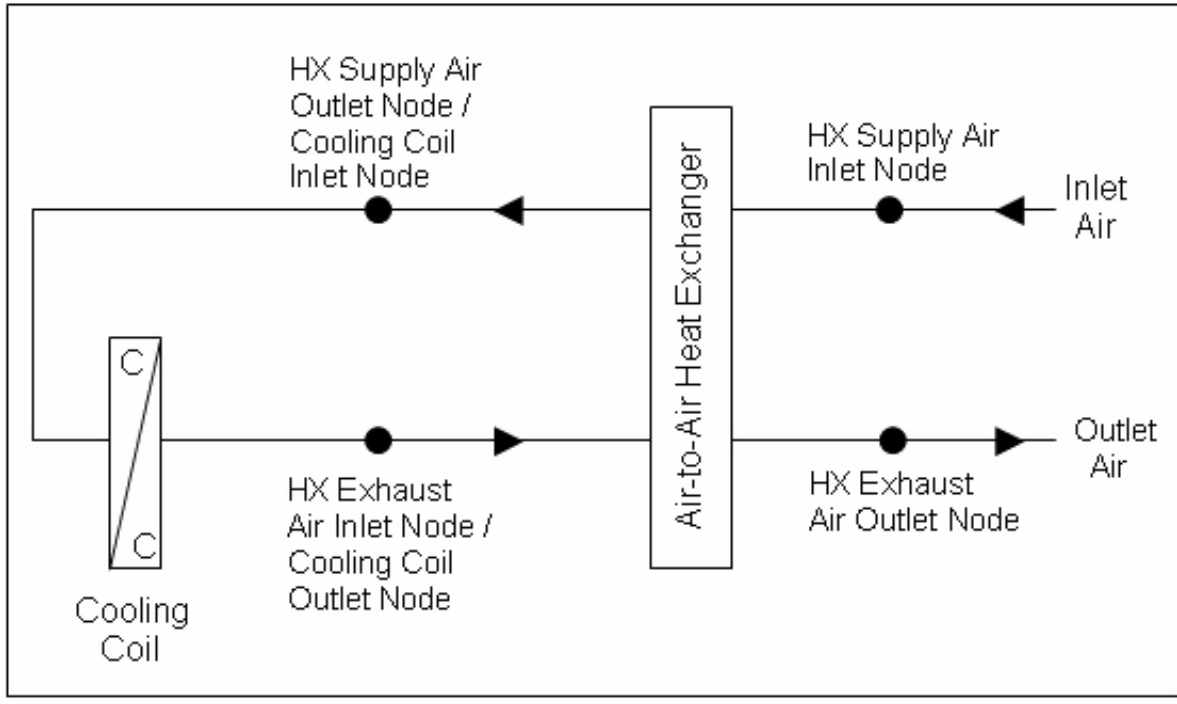 HX Supply Air
Outlet Node /
Cooling Coil
Inlet Node
HX Supply Air
Inlet Node
Inlet
Air
Air-to-Air Heat Exchanger
C
C
Cooling
Coil
HX Exhaust
Air Inlet Node /
Cooling Coil
Outlet Node
HX Exhaust
Air Outlet Node
Outlet
Air